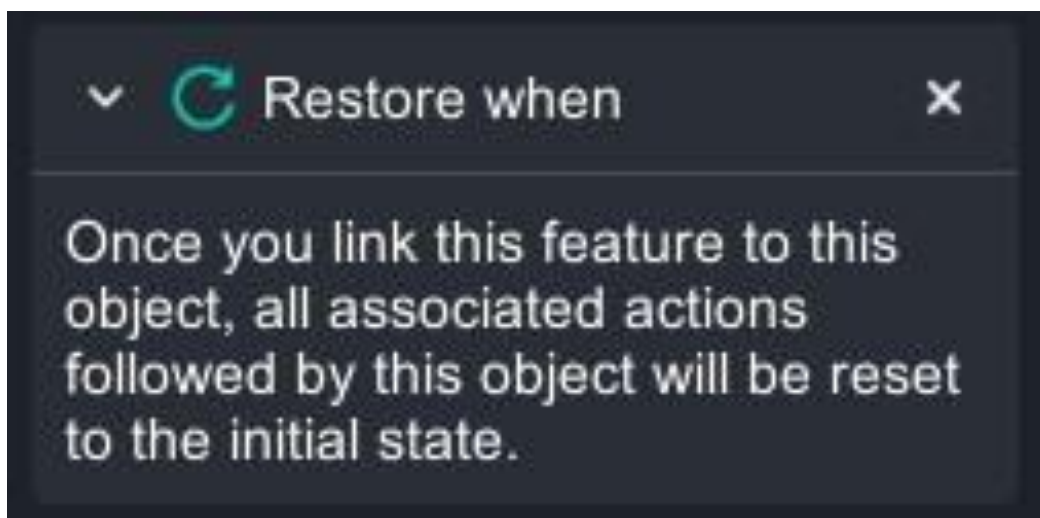 Restore when
Once you link this feature to this
object, all associated actions
followed by this object will be reset
to the initial state.